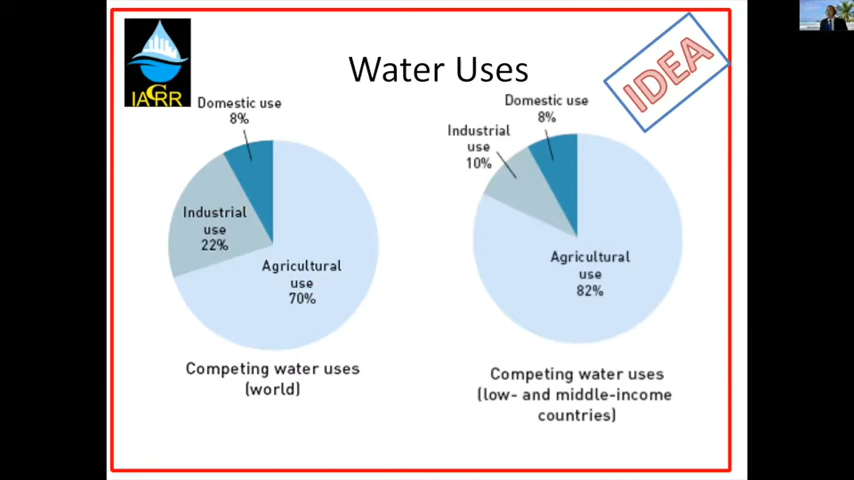 Water Uses
IDEA
IACRR
Domestic use
8%
Industrial
use
22%
Agricultural
use
70%
Competing water uses
(world)
Domestic use
8%
Industrial
use
10%
Agricultural
use
82%
Competing water uses
(low- and middle-income
countries)